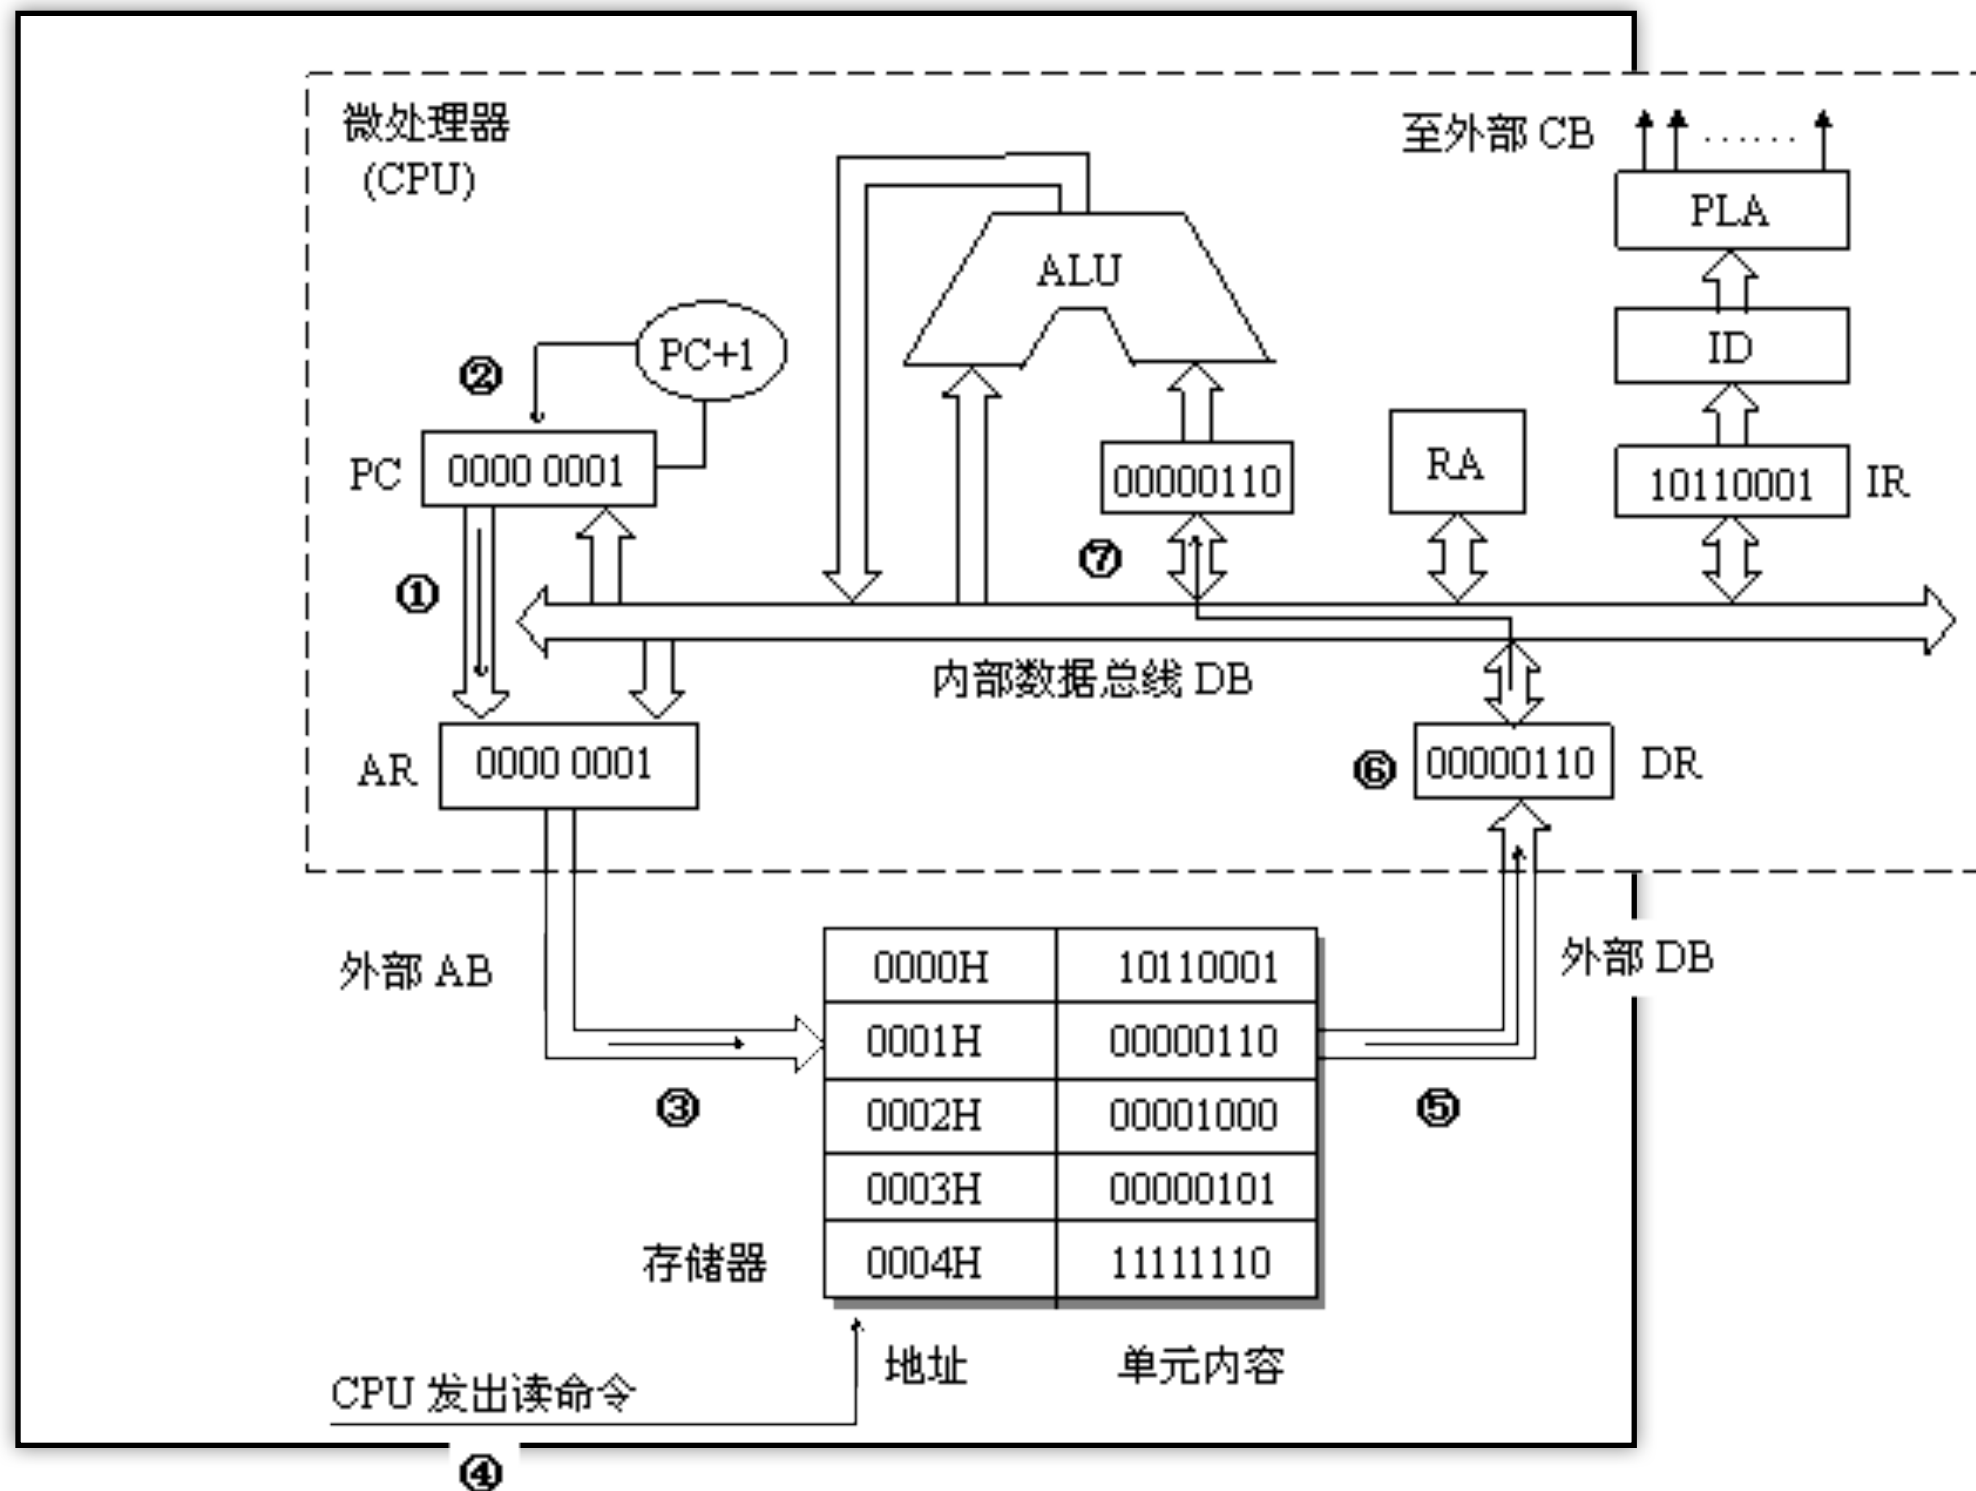 微处理器
(CPU)
至外部 CB
......
PLA
ALU
ID
PC+1
②
PC
0000 0001
00000110
RA
10110001
IR
①
⑦
内部数据总线 DB
AR
0000 0001
⑥
00000110
DR
外部 AB
外部 DB
0000H
10110001
0001H
00000110
③
0002H
00001000
⑤
0003H
00000101
存储器
0004H
11111110
地址
单元内容
CPU 发出读命令
④